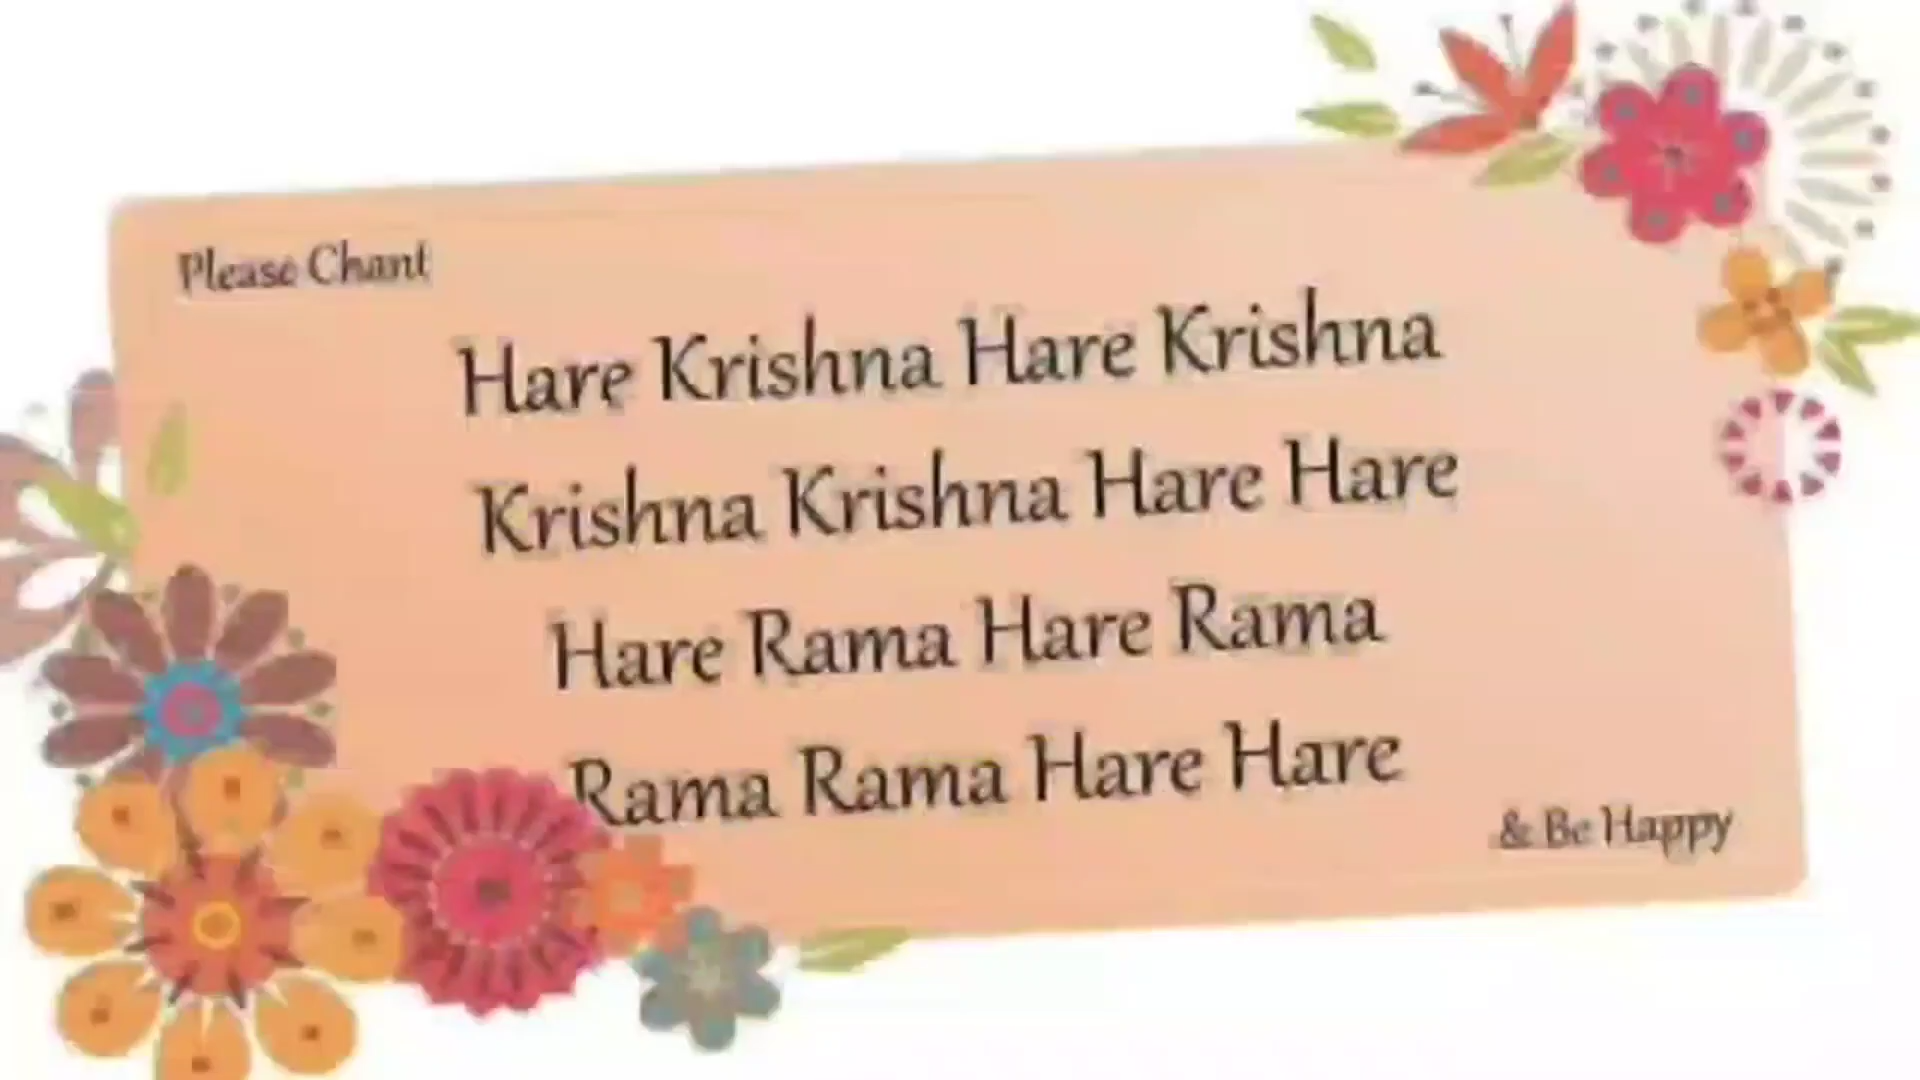 Please Chant
Hare Krishna Hare Krishna
Krishna Krishna Hare Hare
Hare Rama Hare Rama
Rama Rama Hare Hare
& Be Happy